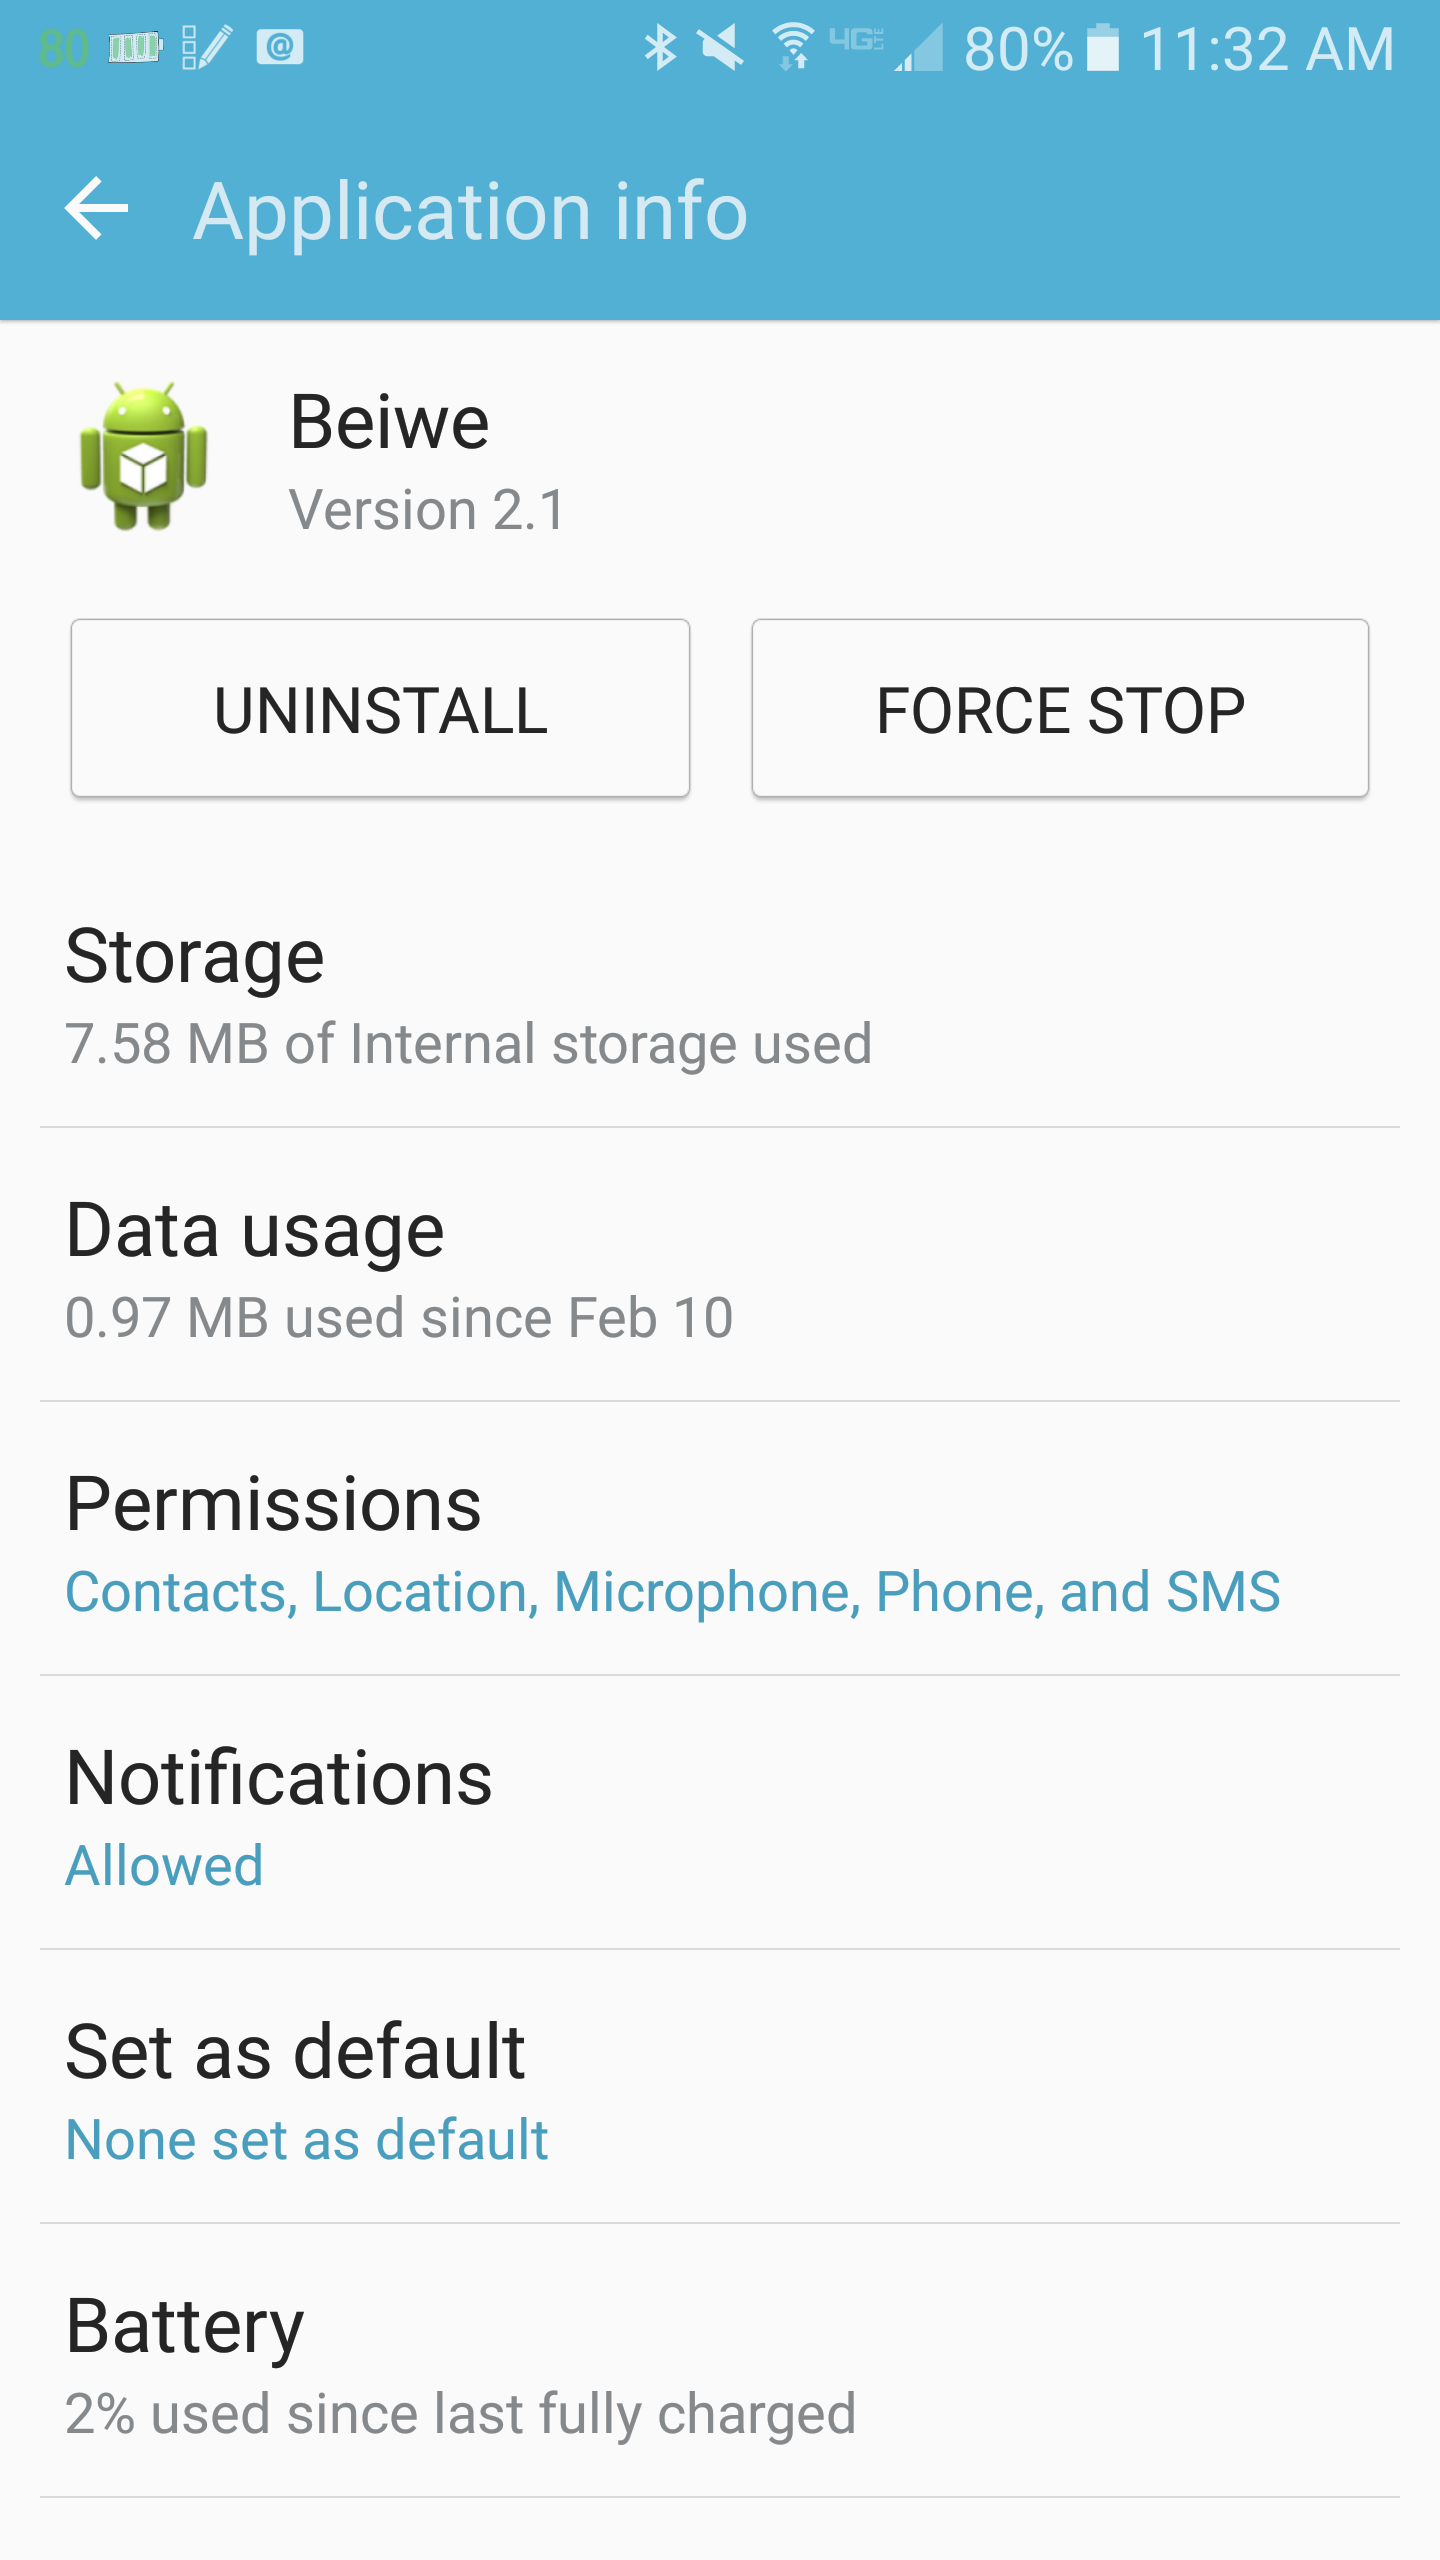 80 80% 11:32 AM
4G LTE
Application info
Beiwe
Version 2.1
UNINSTALL FORCE STOP
Storage
7.58 MB of Internal storage used
Data usage
0.97 MB used since Feb 10
Permissions
Contacts, Location, Microphone, Phone, and SMS
Notifications
Allowed
Set as default
None set as default
Battery
2% used since last fully charged